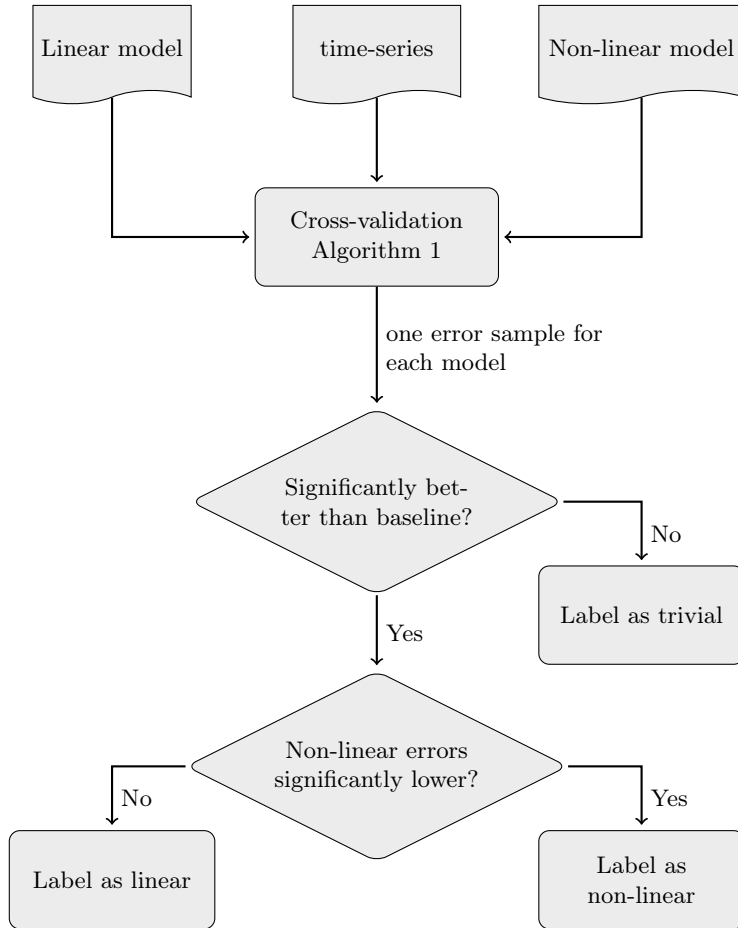 Linear model
time-series
Non-linear model
Cross-validation
Algorithm 1
one error sample for
each model
Significantly bet-
ter than baseline?
No
Label as trivial
Yes
Non-linear errors
significantly lower?
No
Yes
Label as linear
Label as
non-linear